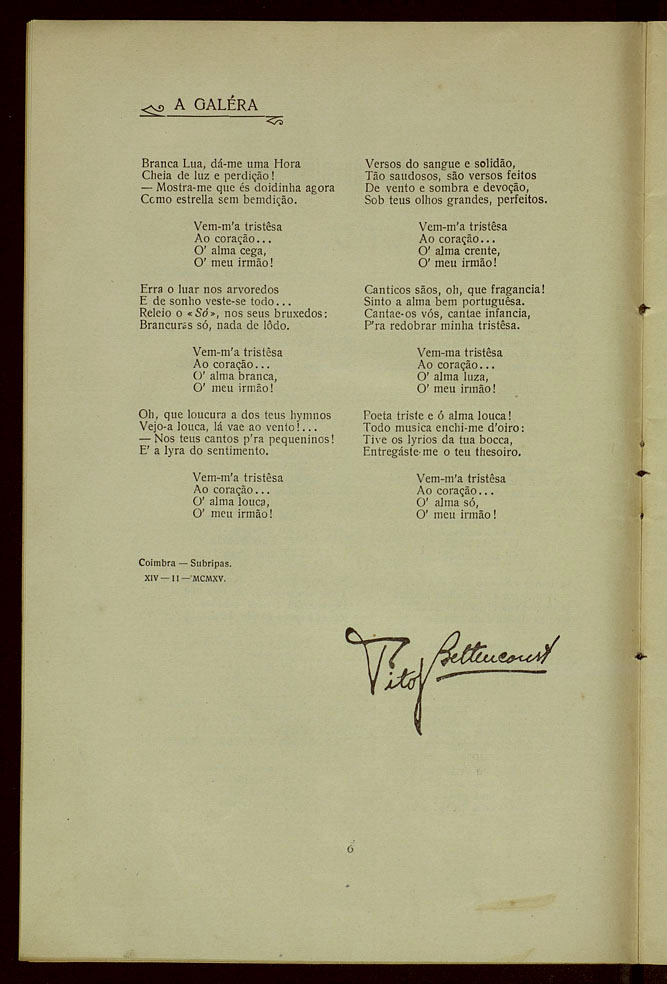 A GALÉRA
Branca Lua, dá-me uma Hora
Cheia de luz e perdição!
— Mostra-me que és doidinha agora
Como estrella sem bemdição.
Vem-m'a tristêsa
Ao coração...
O' alma cega,
O' meu irmão!
Erra o luar nos arvoredos
E de sonho veste-se todo...
Releio o «Só», nos seus bruxedos:
Brancuras só, nada de lôdo.
Vem-m'a tristêsa
Ao coração...
O' alma branca,
O' meu irmão!
Oh, que loucura a dos teus hymnos
Vejo-a louca, lá vae ao vento!...
— Nos teus cantos p'ra pequeninos!
E' a lyra do sentimento.
Vem-m'a tristêsa
Ao coração...
O' alma louca,
O' meu irmão!
Versos do sangue e solidão,
Tão saudosos, são versos feitos
De vento e sombra e devoção,
Sob teus olhos grandes, perfeitos.
Vem-m'a tristêsa
Ao coração...
O' alma crente,
O' meu irmão!
Canticos sãos, oh, que fragancia!
Sinto a alma bem portuguêsa.
Cantae-os vós, cantae infancia,
P'ra redobrar minha tristêsa.
Vem-ma tristêsa
Ao coração...
O' alma luza,
O' meu irmão!
Poeta triste e ó alma louca!
Todo musica enchi-me d'oiro:
Tive os lyrios da tua bocca,
Entregáste-me o teu thesoiro.
Vem-m'a tristêsa
Ao coração...
O' alma só,
O' meu irmão!
Coimbra — Subripas.
XIV — II — MCMXV.
Tito Bettencourt
6